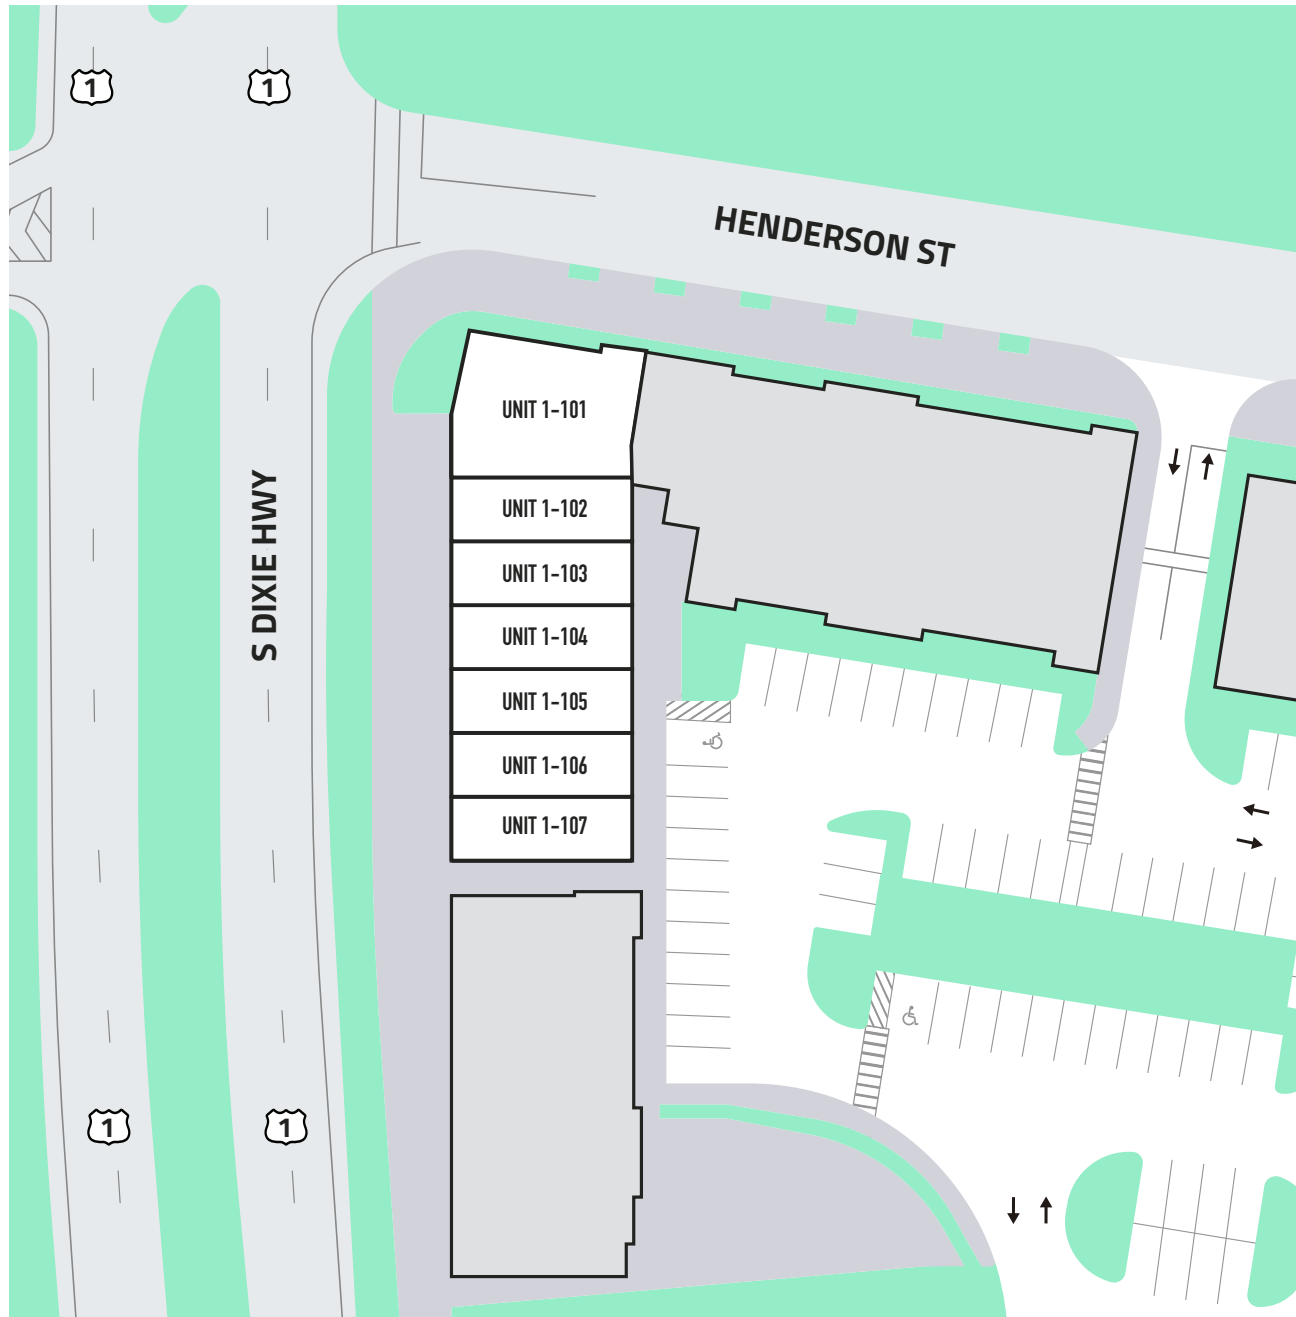 1
1
HENDERSON ST
UNIT 1-101
UNIT 1-102
S DIXIE HWY
UNIT 1-103
UNIT 1-104
UNIT 1-105
UNIT 1-106
UNIT 1-107
1
1